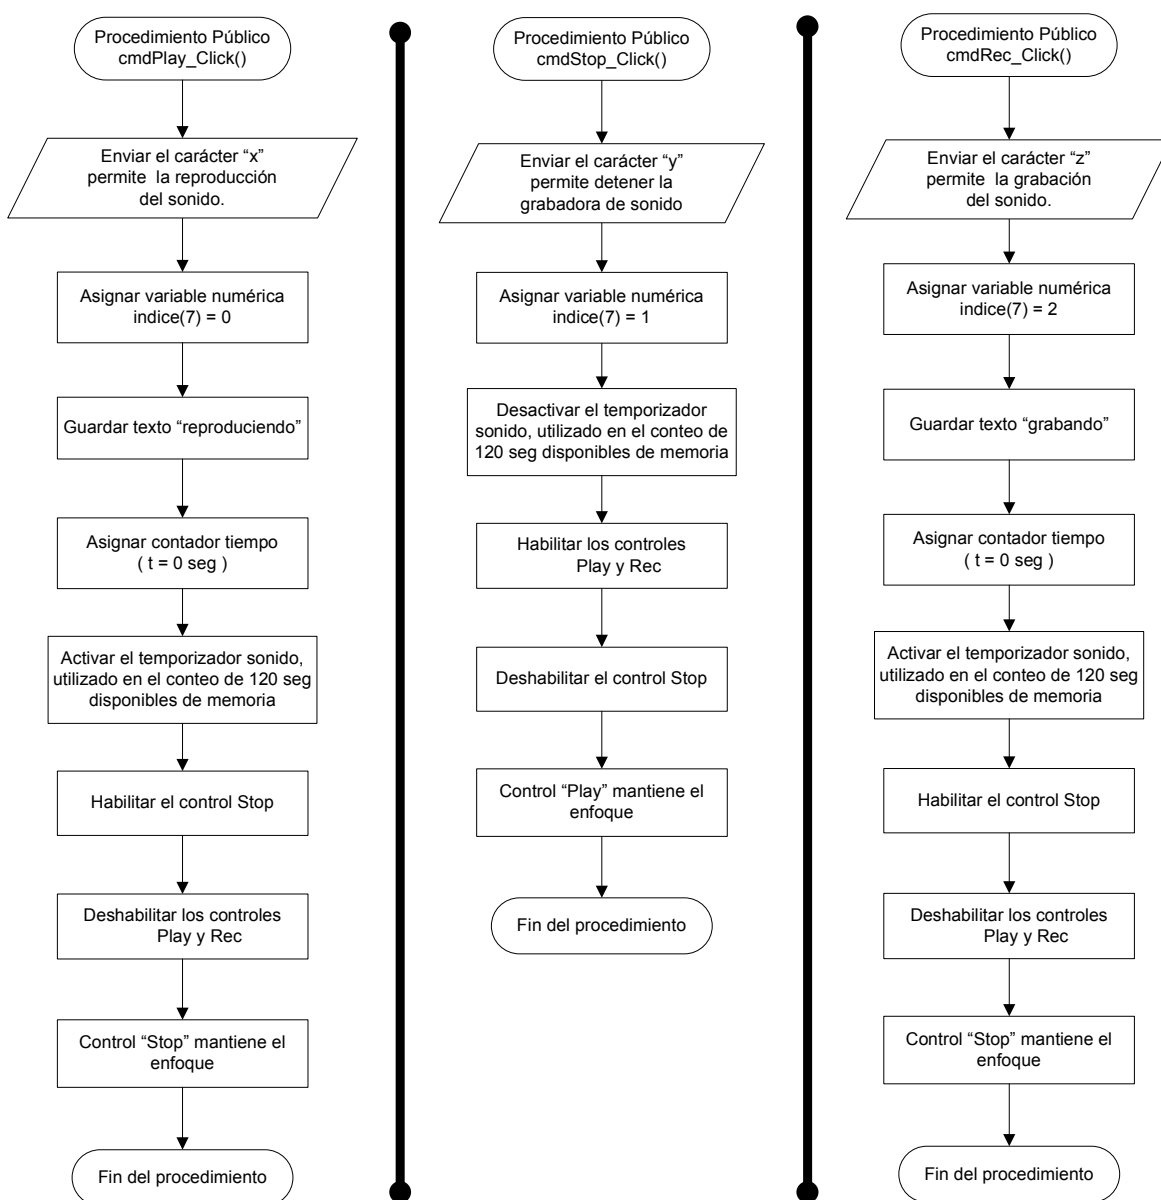 Procedimiento Público
cmdPlay_Click()
Enviar el carácter “x”
permite  la reproducción
del sonido.
Asignar variable numérica
indice(7) = 0
Guardar texto “reproduciendo”
Asignar contador tiempo
( t = 0 seg )
Activar el temporizador sonido,
utilizado en el conteo de 120 seg
disponibles de memoria
Habilitar el control Stop
Deshabilitar los controles
Play y Rec
Control “Stop” mantiene el
enfoque
Fin del procedimiento
Procedimiento Público
cmdStop_Click()
Enviar el carácter “y”
permite detener la
grabadora de sonido
Asignar variable numérica
indice(7) = 1
Desactivar el temporizador
sonido, utilizado en el conteo de
120 seg disponibles de memoria
Habilitar los controles
Play y Rec
Deshabilitar el control Stop
Control “Play” mantiene el
enfoque
Fin del procedimiento
Procedimiento Público
cmdRec_Click()
Enviar el carácter “z”
permite  la grabación
del sonido.
Asignar variable numérica
indice(7) = 2
Guardar texto “grabando”
Asignar contador tiempo
( t = 0 seg )
Activar el temporizador sonido,
utilizado en el conteo de 120 seg
disponibles de memoria
Habilitar el control Stop
Deshabilitar los controles
Play y Rec
Control “Stop” mantiene el
enfoque
Fin del procedimiento